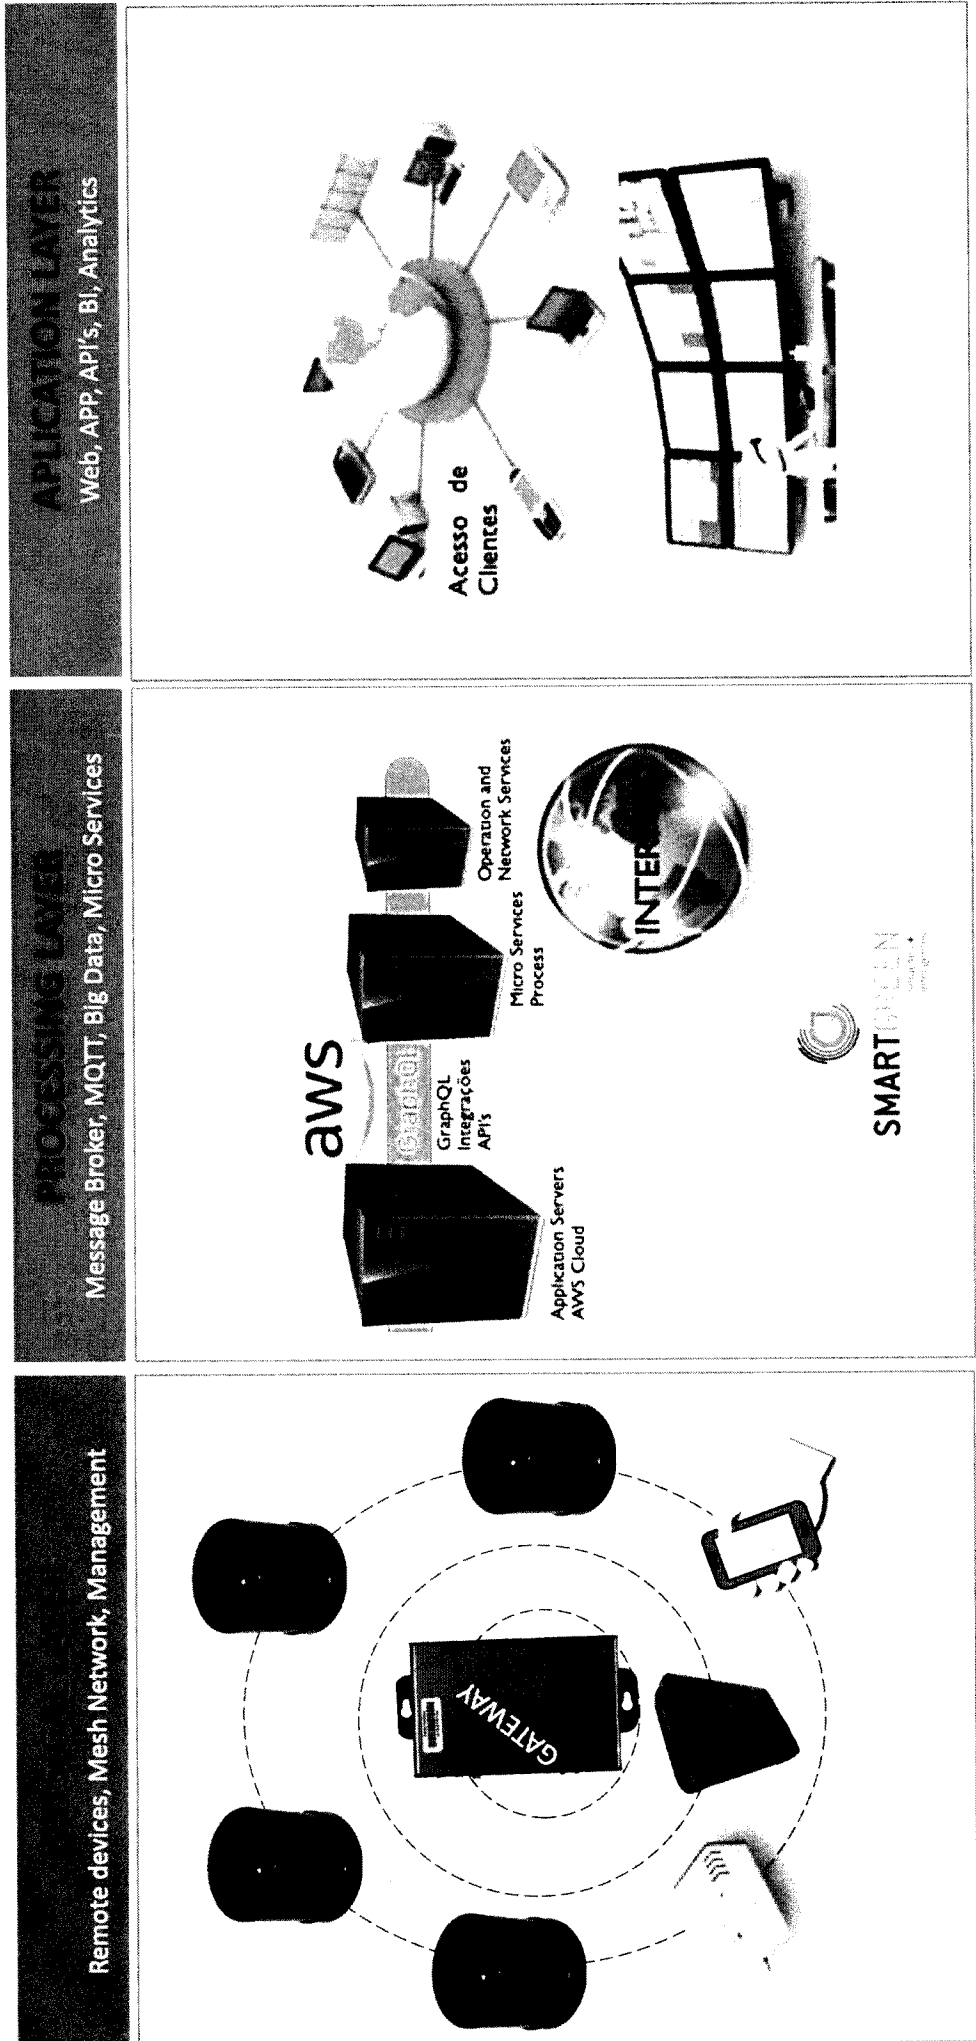 Remote devices, Mesh Network, Management
GATEWAY
PROCESSING LAYER
Message Broker, MQTT, Big Data, Micro Services
aws
GraphQL
Application Servers
AWS Cloud
GraphQL
Integrações
API's
Micro Services
Process
Operation and
Network Services
INTER
SMARTGREEN
APLICATION LAYER
Web, APP, API's, BI, Analytics
Acesso de
Clientes